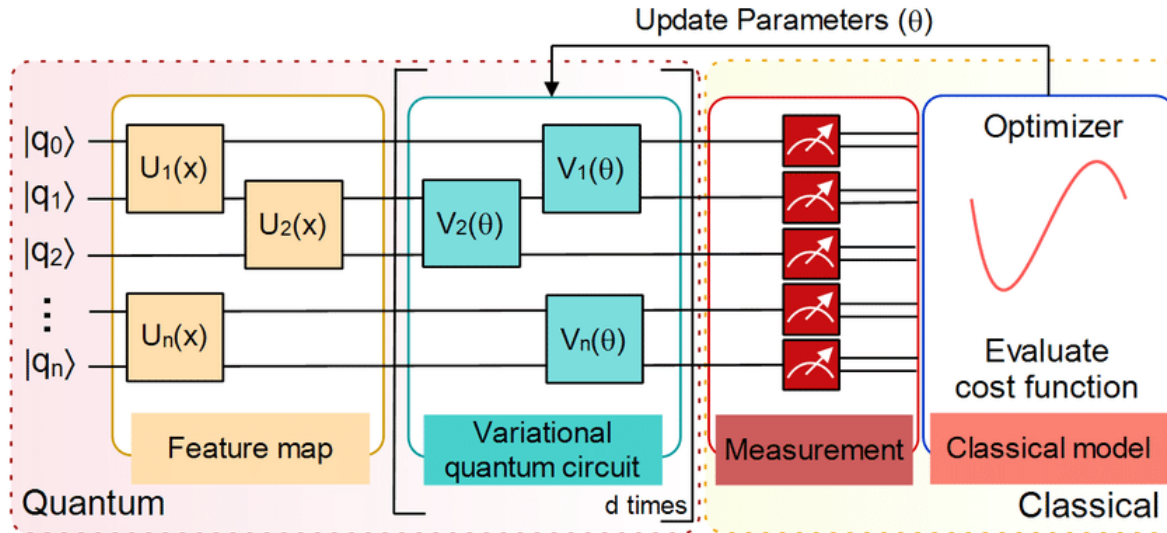 Update Parameters (θ)
|q₀⟩
|q₁⟩
|q₂⟩
⋮
|qₙ⟩
U₁(x)
U₂(x)
Uₙ(x)
V₁(θ)
V₂(θ)
Vₙ(θ)
Optimizer
Evaluate
cost function
Feature map
Variational
quantum circuit
Measurement
Classical model
Quantum
d times
Classical